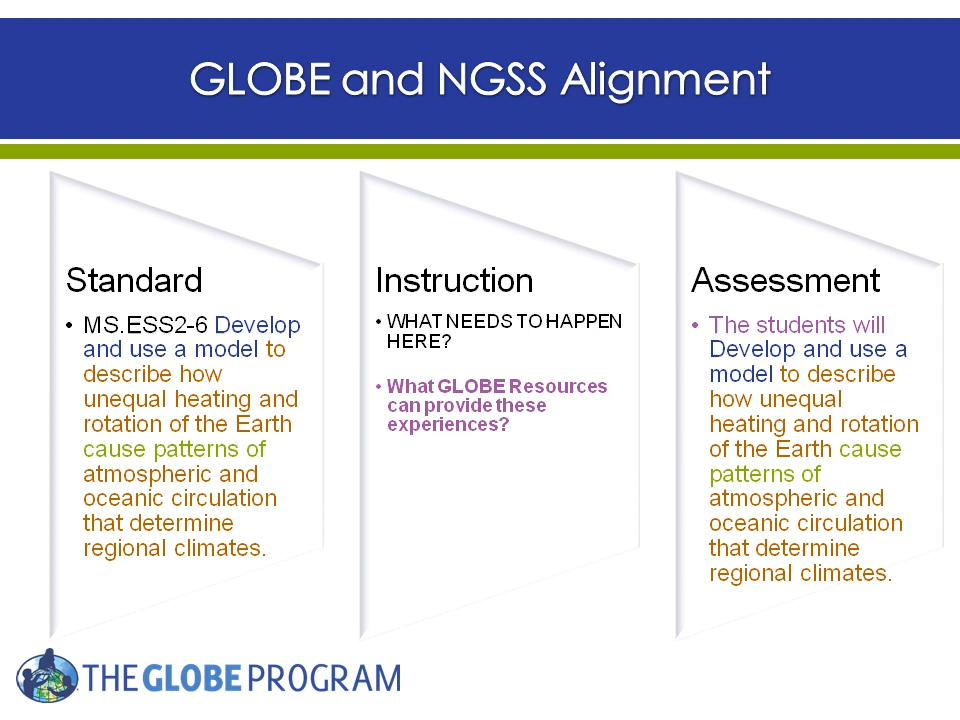 GLOBE and NGSS Alignment
Standard
• MS.ESS2-6 Develop
and use a model to
describe how
unequal heating and
rotation of the Earth
cause patterns of
atmospheric and
oceanic circulation
that determine
regional climates.
Instruction
• WHAT NEEDS TO HAPPEN
HERE?
• What GLOBE Resources
can provide these
experiences?
Assessment
• The students will
Develop and use a
model to describe
how unequal
heating and rotation
of the Earth cause
patterns of
atmospheric and
oceanic circulation
that determine
regional climates.
THE GLOBE PROGRAM